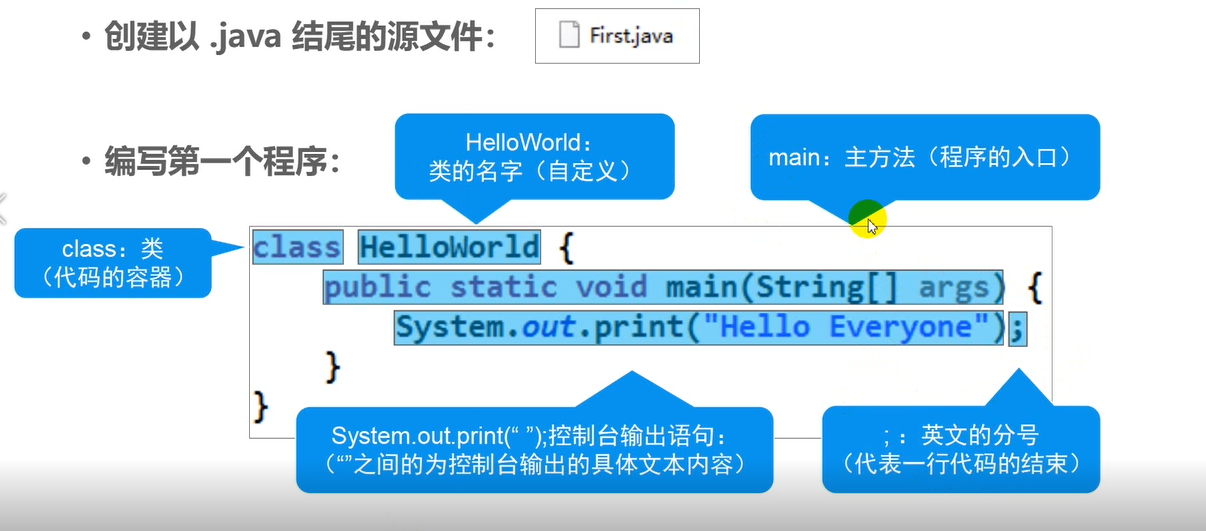 • 创建以 .java 结尾的源文件：
First.java
• 编写第一个程序：
HelloWorld：
类的名字（自定义）
main：主方法（程序的入口）
class：类
（代码的容器）
class HelloWorld {
public static void main(String[] args) {
System.out.print("Hello Everyone");
}
}
System.out.print(“ ”);控制台输出语句：
（“”之间的为控制台输出的具体文本内容）
; ：英文的分号
（代表一行代码的结束）